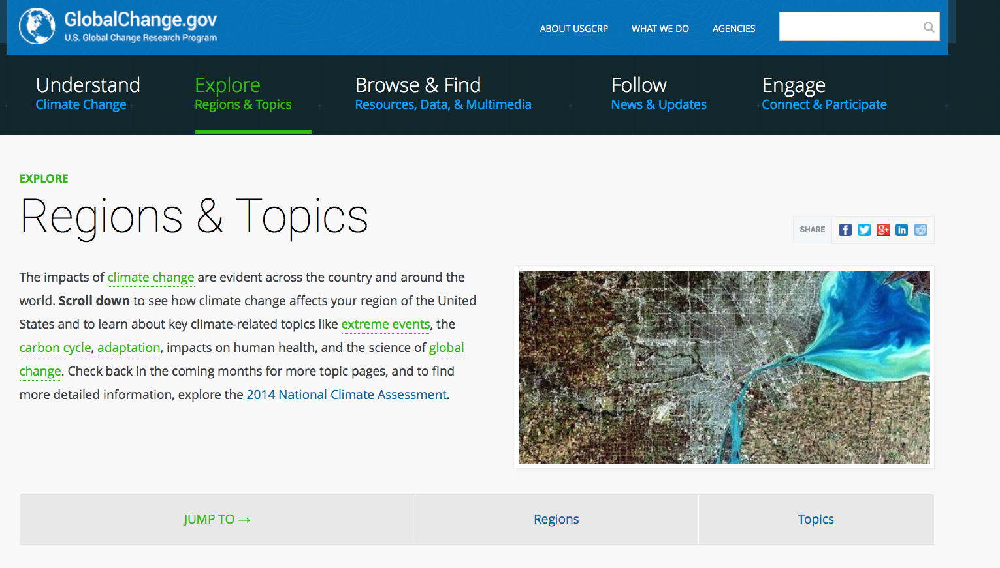 GlobalChange.gov
U.S. Global Change Research Program
ABOUT USGCRP WHAT WE DO AGENCIES
Understand
Climate Change
Explore
Regions & Topics
Browse & Find
Resources, Data, & Multimedia
Follow
News & Updates
Engage
Connect & Participate
EXPLORE
Regions & Topics
SHARE
The impacts of climate change are evident across the country and around the
world. Scroll down to see how climate change affects your region of the United
States and to learn about key climate-related topics like extreme events, the
carbon cycle, adaptation, impacts on human health, and the science of global
change. Check back in the coming months for more topic pages, and to find
more detailed information, explore the 2014 National Climate Assessment.
JUMP TO → Regions Topics